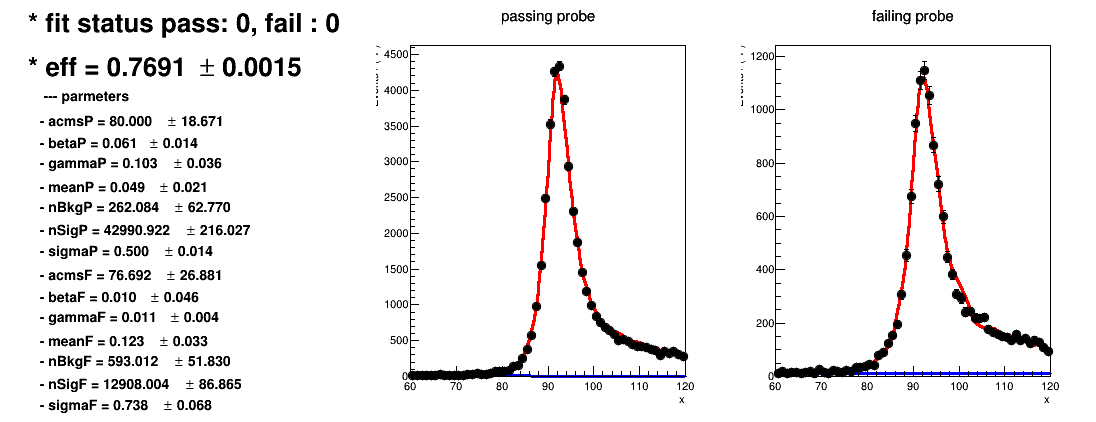 * fit status pass: 0, fail : 0
* eff = 0.7691 ± 0.0015
--- parmeters
- acmsP = 80.000 ± 18.671
- betaP = 0.061 ± 0.014
- gammaP = 0.103 ± 0.036
- meanP = 0.049 ± 0.021
- nBkgP = 262.084 ± 62.770
- nSigP = 42990.922 ± 216.027
- sigmaP = 0.500 ± 0.014
- acmsF = 76.692 ± 26.881
- betaF = 0.010 ± 0.046
- gammaF = 0.011 ± 0.004
- meanF = 0.123 ± 0.033
- nBkgF = 593.012 ± 51.830
- nSigF = 12908.004 ± 86.865
- sigmaF = 0.738 ± 0.068
passing probe
4500
4000
3500
3000
2500
2000
1500
1000
500
0
60 70 80 90 100 110 120
x
failing probe
1200
1000
800
600
400
200
0
60 70 80 90 100 110 120
x